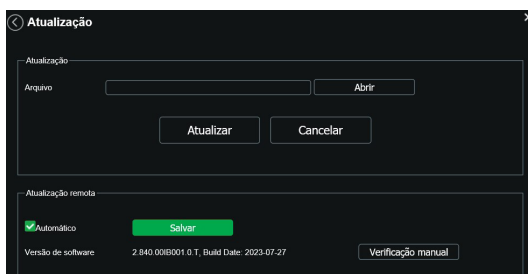 Atualização
Atualização
Arquivo
Abrir
Atualizar Cancelar
Atualização remota
Automático Salvar
Versão de software 2.840.00IB001.0.T, Build Date: 2023-07-27 Verificação manual